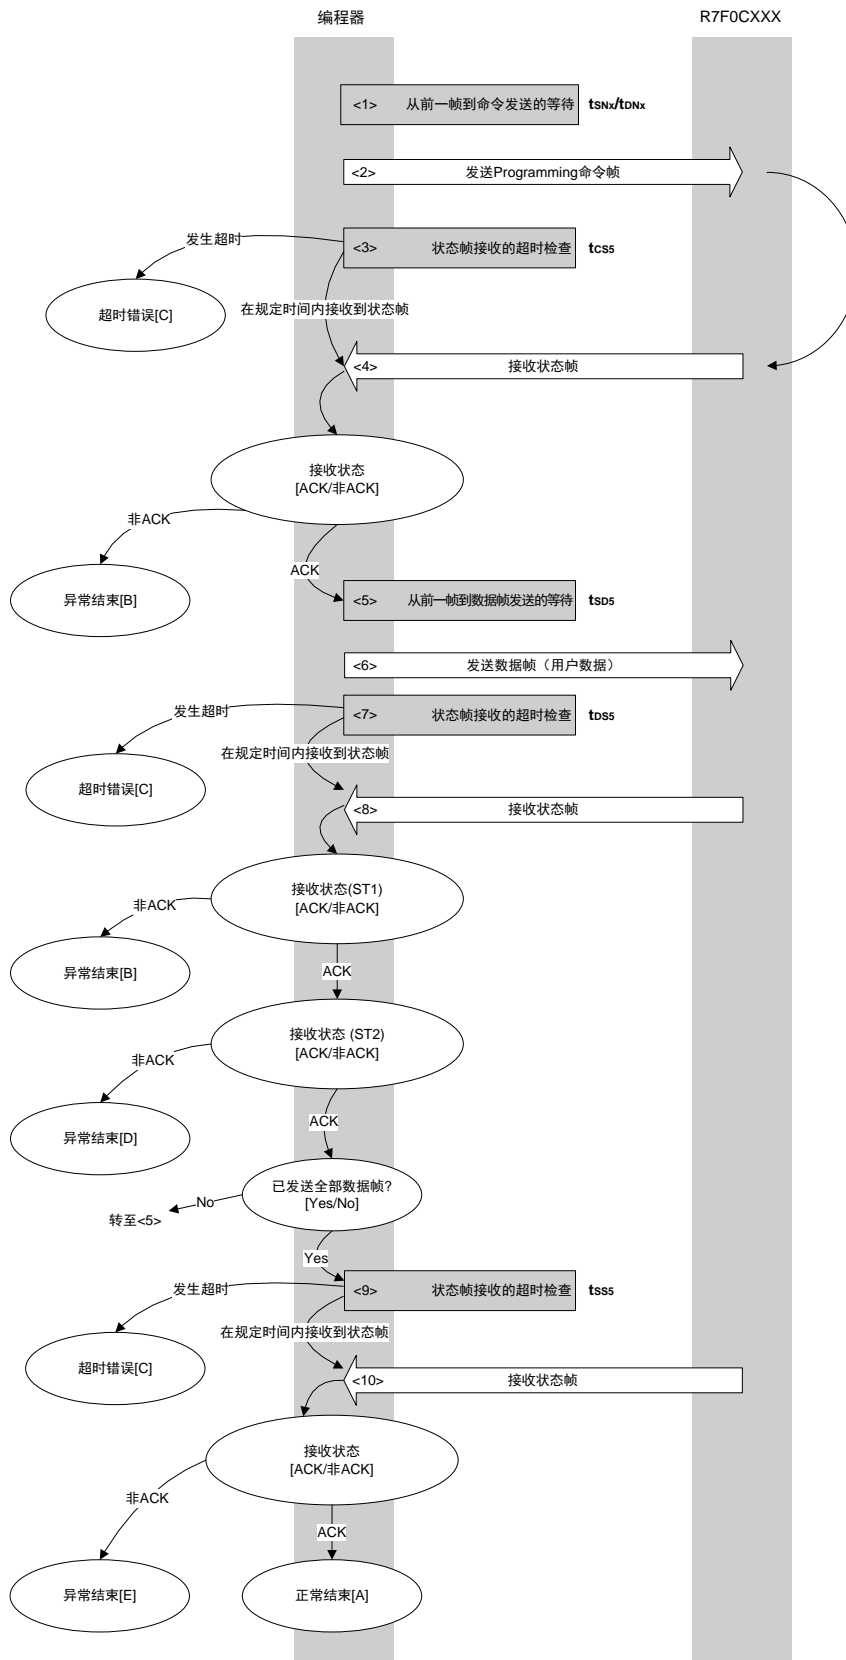 编程器
R7F0CXXX
<1> 从前一帧到命令发送的等待 tSNx/tDNx
<2> 发送Programming命令帧
发生超时
<3> 状态帧接收的超时检查 tCS5
超时错误[C]
在规定时间内接收到状态帧
<4> 接收状态帧
接收状态
[ACK/非ACK]
非ACK
ACK
异常结束[B]
<5> 从前一帧到数据帧发送的等待 tSD5
<6> 发送数据帧（用户数据）
发生超时
<7> 状态帧接收的超时检查 tDS5
在规定时间内接收到状态帧
超时错误[C]
<8> 接收状态帧
接收状态(ST1)
[ACK/非ACK]
非ACK
异常结束[B]
ACK
接收状态 (ST2)
[ACK/非ACK]
非ACK
ACK
异常结束[D]
已发送全部数据帧?
[Yes/No]
No
转至<5>
Yes
发生超时
<9> 状态帧接收的超时检查 tSS5
在规定时间内接收到状态帧
超时错误[C]
<10> 接收状态帧
接收状态
[ACK/非ACK]
非ACK
ACK
异常结束[E]
正常结束[A]